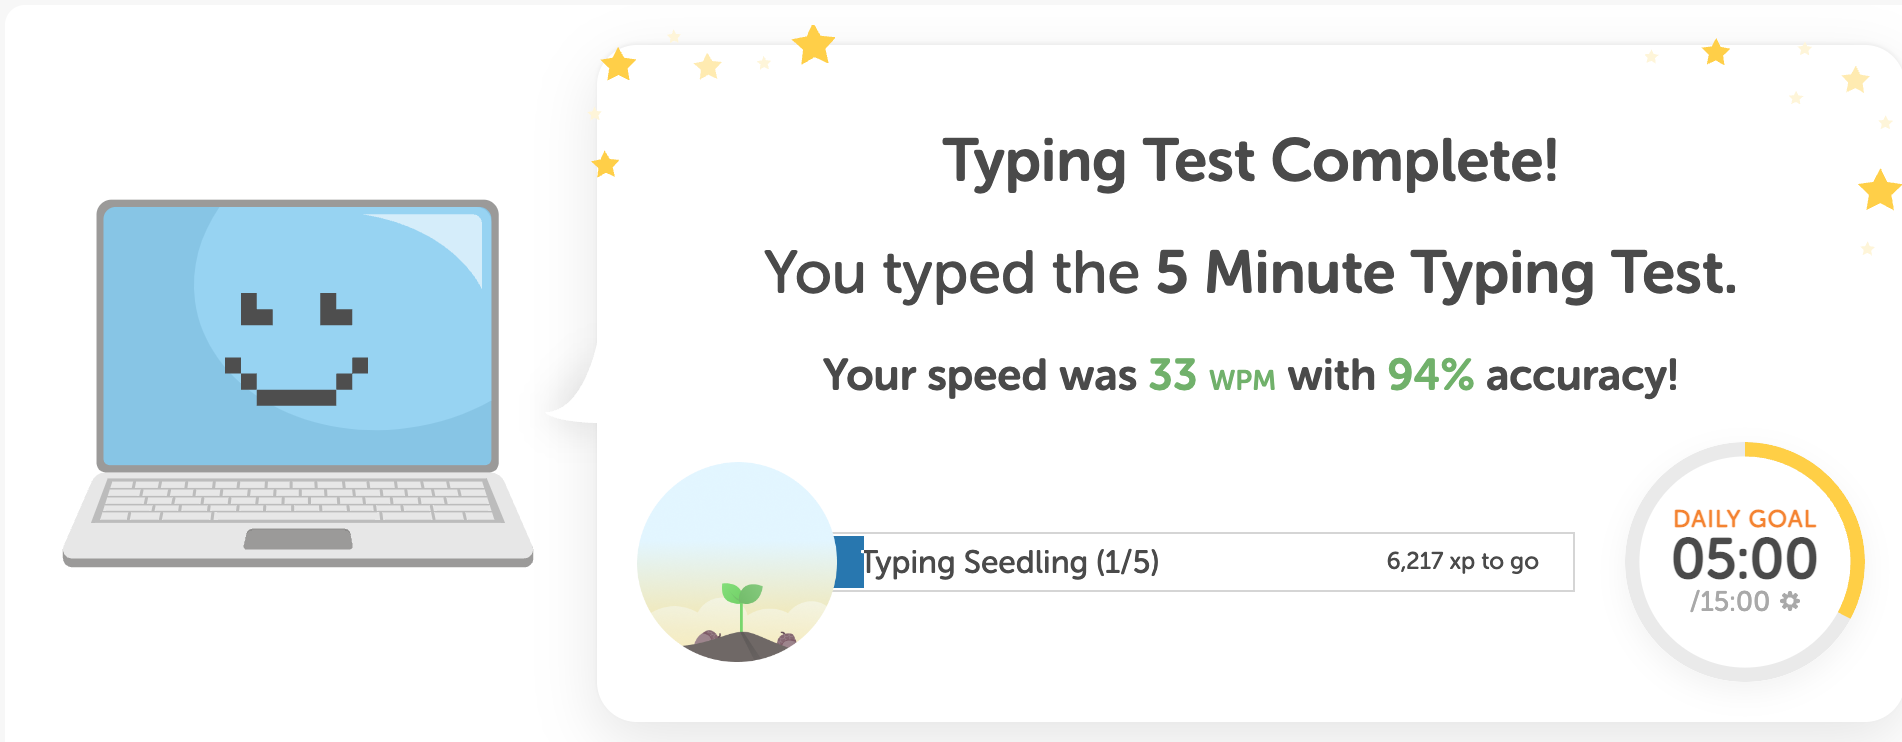 Typing Test Complete!
You typed the 5 Minute Typing Test.
Your speed was 33 WPM with 94% accuracy!
Typing Seedling (1/5) 6,217 xp to go
DAILY GOAL
05:00
/15:00